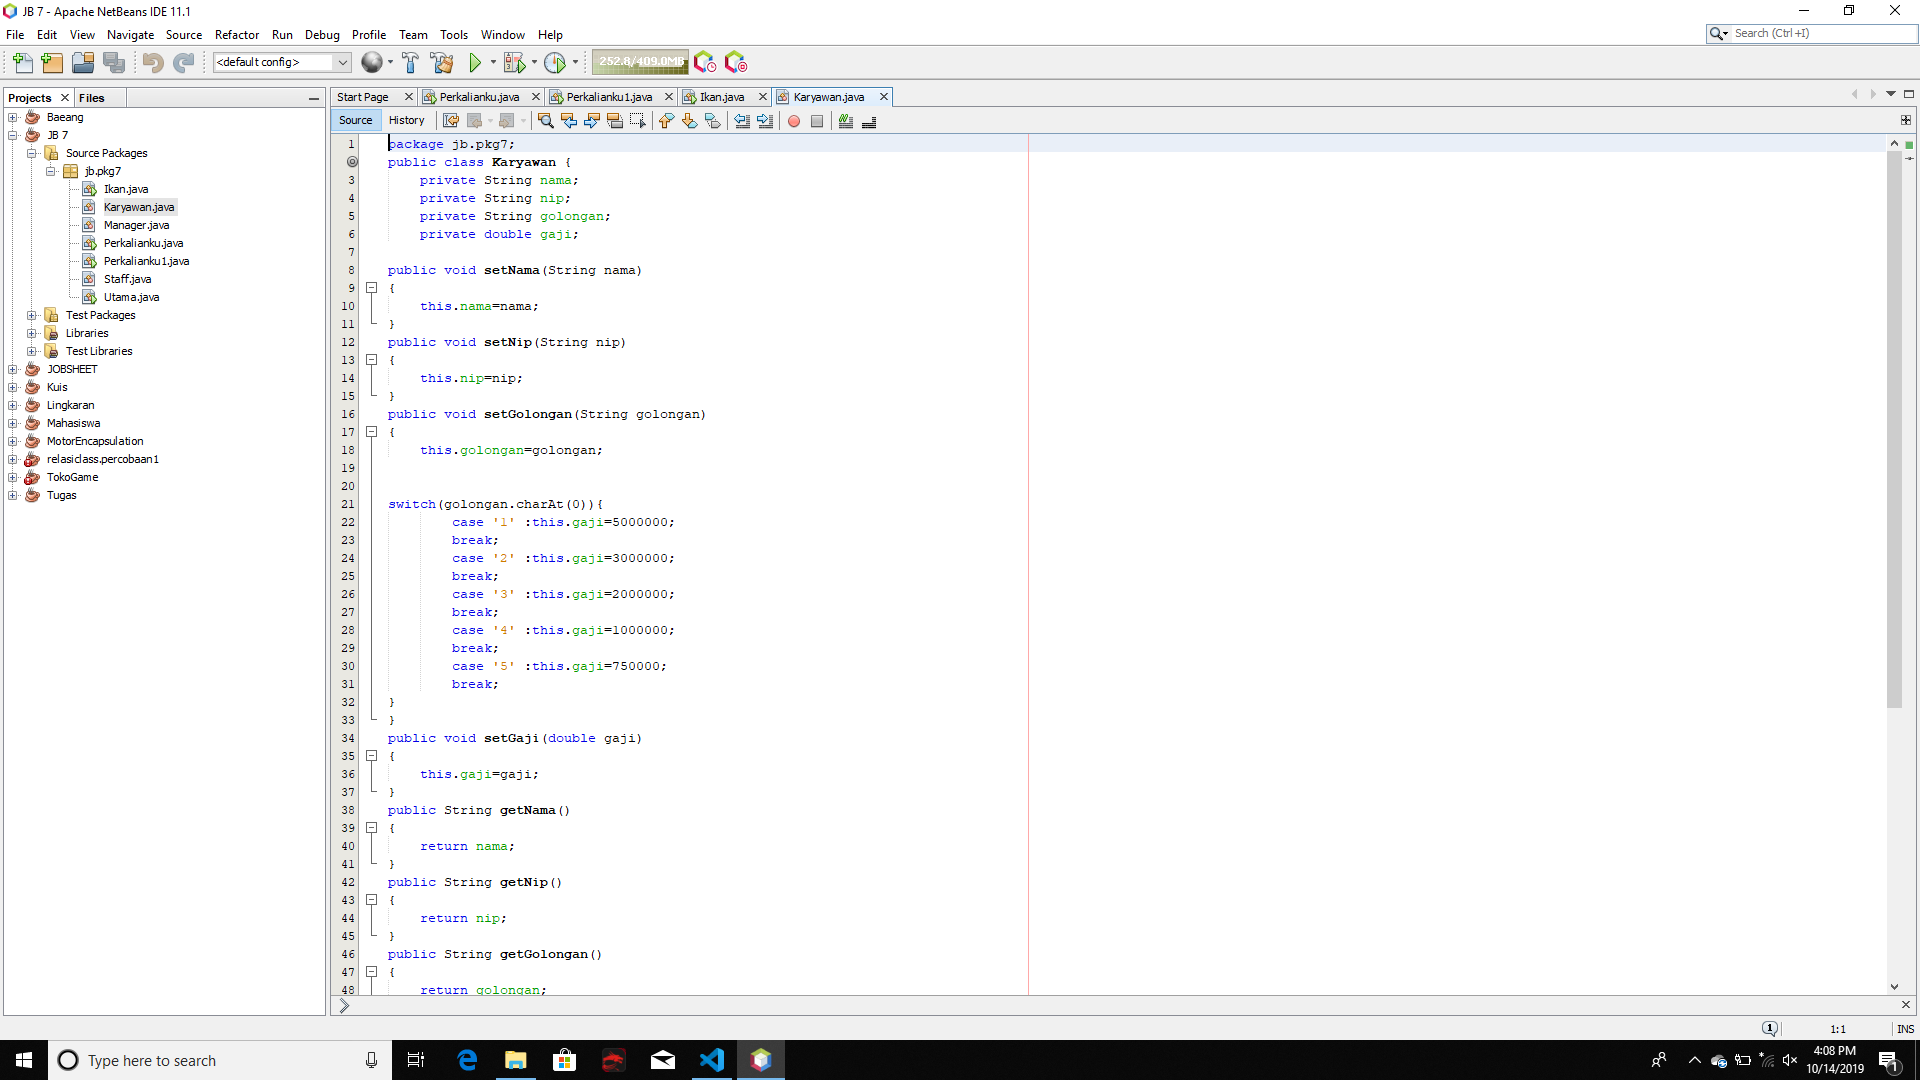 JB 7 - Apache NetBeans IDE 11.1
File Edit View Navigate Source Refactor Run Debug Profile Team Tools Window Help
Search (Ctrl+I)
<default config>
252.8/409.0MB
Projects Files
Start Page Perkalianku.java Perkalianku1.java Ikan.java Karyawan.java
Source History
Baeang
JB 7
Source Packages
jb.pkg7
Ikan.java
Karyawan.java
Manager.java
Perkalianku.java
Perkalianku1.java
Staff.java
Utama.java
Test Packages
Libraries
Test Libraries
JOBSHEET
Kuis
Lingkaran
Mahasiswa
MotorEncapsulation
relasiclass.percobaan1
TokoGame
Tugas
1 package jb.pkg7;
public class Karyawan {
3 private String nama;
4 private String nip;
5 private String golongan;
6 private double gaji;
7
8 public void setNama(String nama)
9 {
10 this.nama=nama;
11 }
12 public void setNip(String nip)
13 {
14 this.nip=nip;
15 }
16 public void setGolongan(String golongan)
17 {
18 this.golongan=golongan;
19
20
21 switch(golongan.charAt(0)){
22 case '1' :this.gaji=5000000;
23 break;
24 case '2' :this.gaji=3000000;
25 break;
26 case '3' :this.gaji=2000000;
27 break;
28 case '4' :this.gaji=1000000;
29 break;
30 case '5' :this.gaji=750000;
31 break;
32 }
33 }
34 public void setGaji(double gaji)
35 {
36 this.gaji=gaji;
37 }
38 public String getNama()
39 {
40 return nama;
41 }
42 public String getNip()
43 {
44 return nip;
45 }
46 public String getGolongan()
47 {
48 return golongan;
1
1:1
INS
Type here to search
4:08 PM
10/14/2019
1